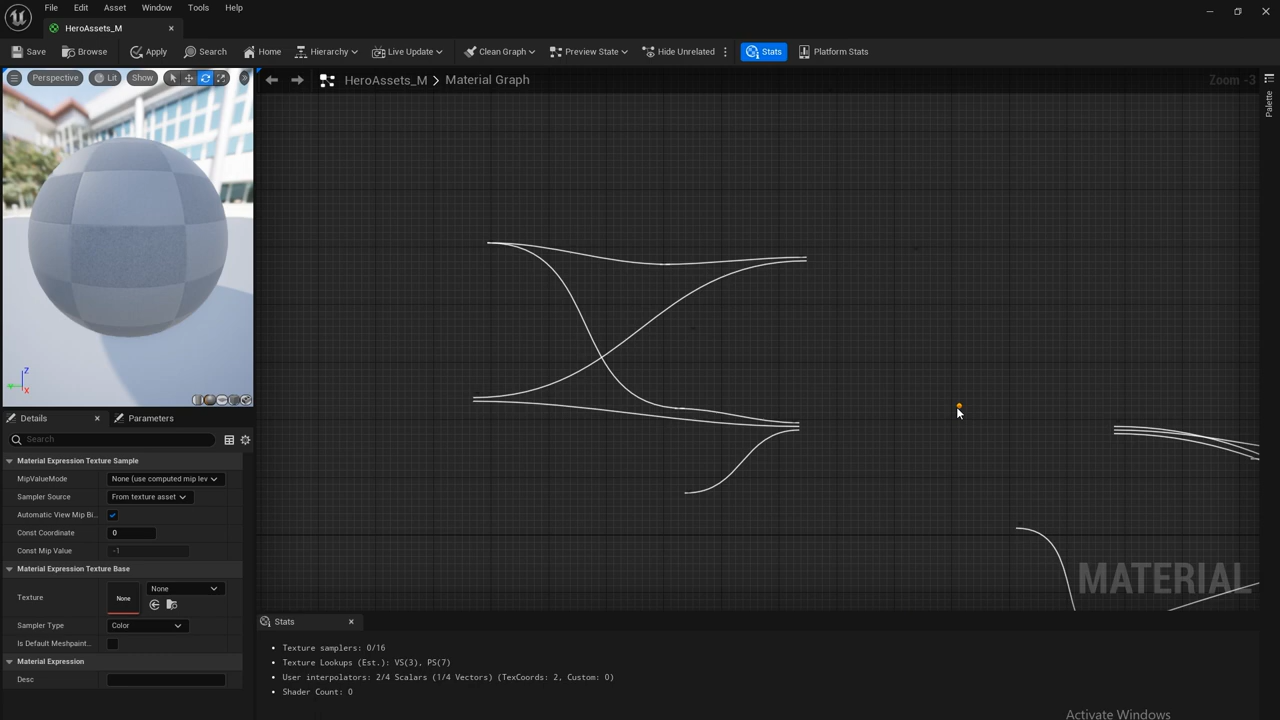 File Edit Asset Window Tools Help
HeroAssets_M
Save Browse Apply Search Home Hierarchy Live Update Clean Graph Preview State Hide Unrelated Stats Platform Stats
Perspective Lit Show
HeroAssets_M > Material Graph
Zoom -3
Palette
Z
X
Details Parameters
Search
Material Expression Texture Sample
MipValueMode None (use computed mip lev
Sampler Source From texture asset
Automatic View Mip Bi...
Const Coordinate 0
Const Mip Value -1
Material Expression Texture Base
Texture None None
Sampler Type Color
Is Default Meshpaint...
Material Expression
Desc
MATERIAL
Stats
Texture samplers: 0/16
Texture Lookups (Est.): VS(3), PS(7)
User interpolators: 2/4 Scalars (1/4 Vectors) (TexCoords: 2, Custom: 0)
Shader Count: 0
Activate Windows